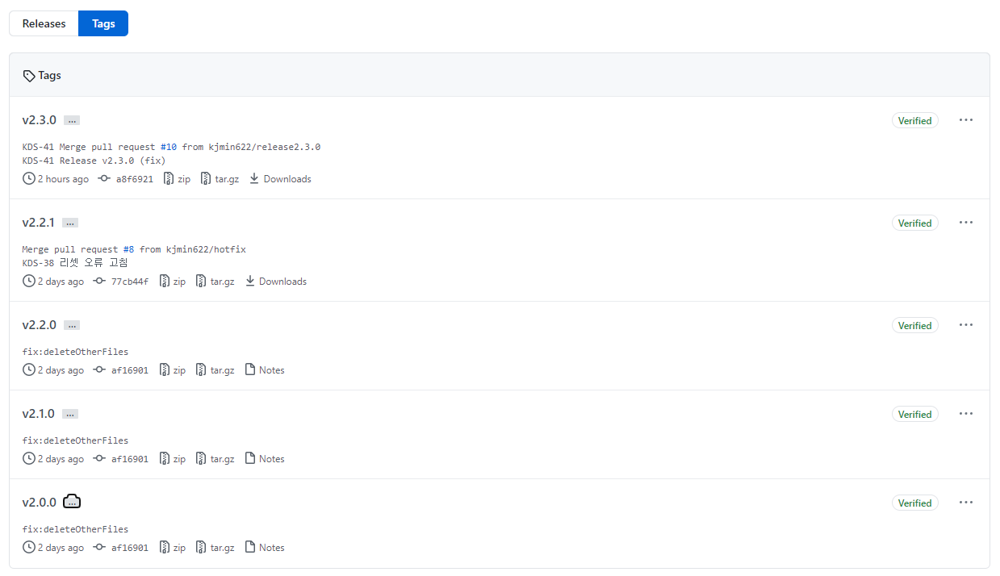 Releases Tags
Tags
v2.3.0 ... Verified ...
KDS-41 Merge pull request #10 from kjmin622/release2.3.0
KDS-41 Release v2.3.0 (fix)
2 hours ago a8f6921 zip tar.gz Downloads
v2.2.1 ... Verified ...
Merge pull request #8 from kjmin622/hotfix
KDS-38 리셋 오류 고침
2 days ago 77cb44f zip tar.gz Downloads
v2.2.0 ... Verified ...
fix:deleteOtherFiles
2 days ago af16901 zip tar.gz Notes
v2.1.0 ... Verified ...
fix:deleteOtherFiles
2 days ago af16901 zip tar.gz Notes
v2.0.0 ... Verified ...
fix:deleteOtherFiles
2 days ago af16901 zip tar.gz Notes